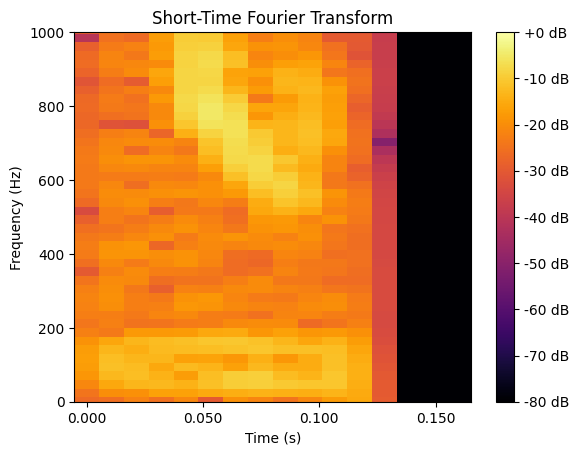 Short-Time Fourier Transform
1000
800
600
400
200
0
Frequency (Hz)
0.000
0.050
0.100
0.150
Time (s)
+0 dB
-10 dB
-20 dB
-30 dB
-40 dB
-50 dB
-60 dB
-70 dB
-80 dB